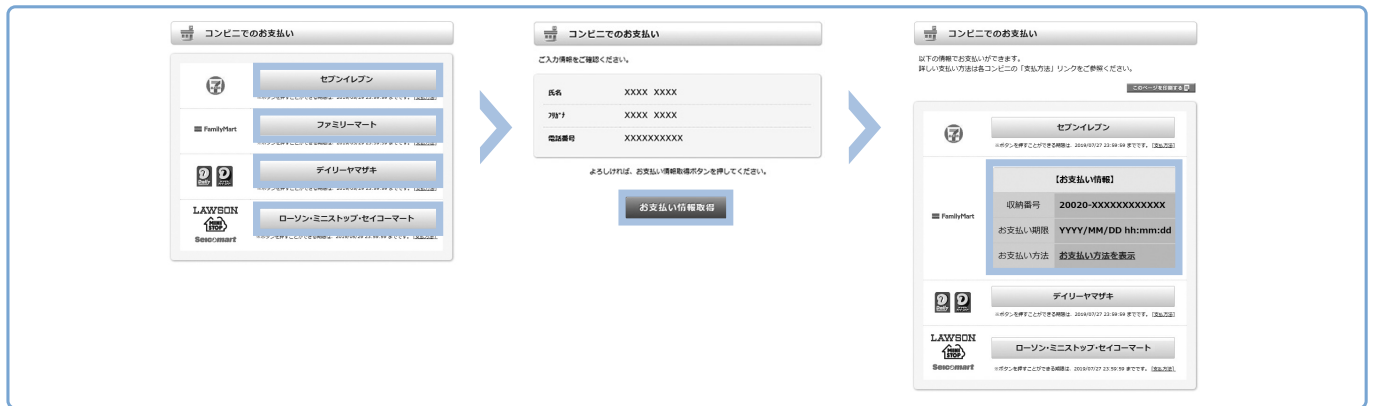 コンビニでのお支払い
セブンイレブン
FamilyMart
ファミリーマート
Daily
デイリーヤマザキ
LAWSON
MINI STOP
Seicomart
ローソン・ミニストップ・セイコーマート
コンビニでのお支払い
ご入力情報をご確認ください。
氏名 XXXX XXXX
ﾌﾘｶﾞﾅ XXXX XXXX
電話番号 XXXXXXXXXX
よろしければ、お支払い情報取得ボタンを押してください。
お支払い情報取得
コンビニでのお支払い
以下の情報でお支払いができます。
詳しい支払い方法は各コンビニの「支払方法」リンクをご参照ください。
このページを印刷する
セブンイレブン
※ボタンを押すことができる期限は、2019/07/27 23:59:59 までです。 [支払方法]
FamilyMart
【お支払い情報】
収納番号 20020-XXXXXXXXXXXX
お支払い期限 YYYY/MM/DD hh:mm:dd
お支払い方法 お支払い方法を表示
Daily
デイリーヤマザキ
※ボタンを押すことができる期限は、2019/07/27 23:59:59 までです。 [支払方法]
LAWSON
MINI STOP
Seicomart
ローソン・ミニストップ・セイコーマート
※ボタンを押すことができる期限は、2019/07/27 23:59:59 までです。 [支払方法]